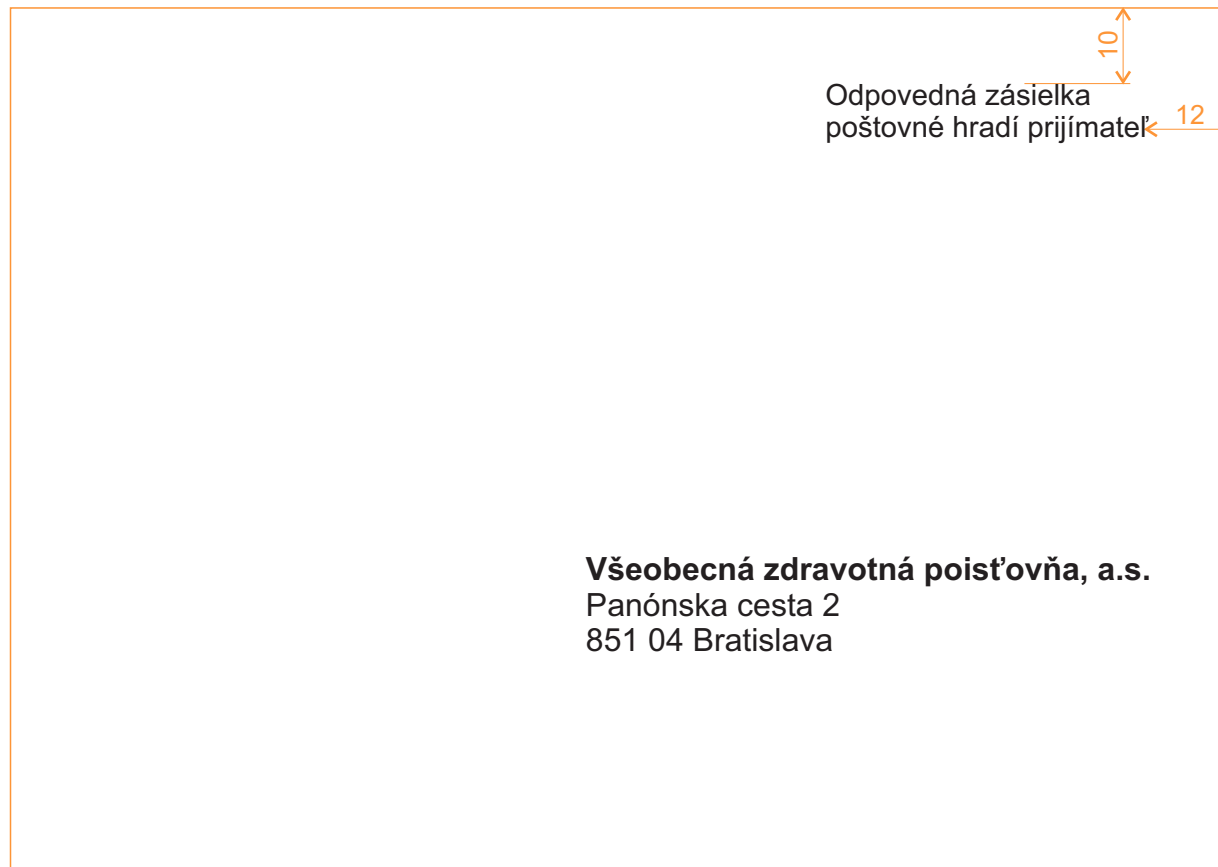 10
Odpovedná zásielka
poštovné hradí prijímateľ
12
Všeobecná zdravotná poisťovňa, a.s.
Panónska cesta 2
851 04 Bratislava